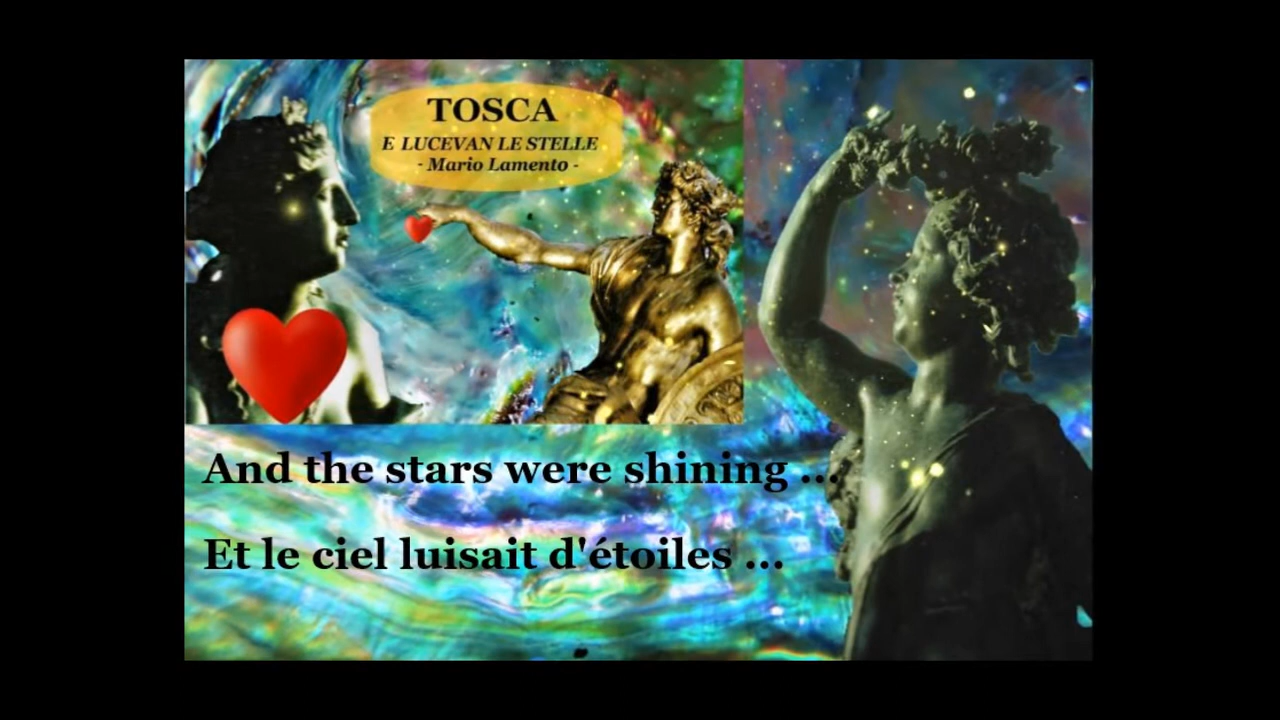 TOSCA
E LUCEVAN LE STELLE
- Mario Lamento -
And the stars were shining ...
Et le ciel luisait d'étoiles ...